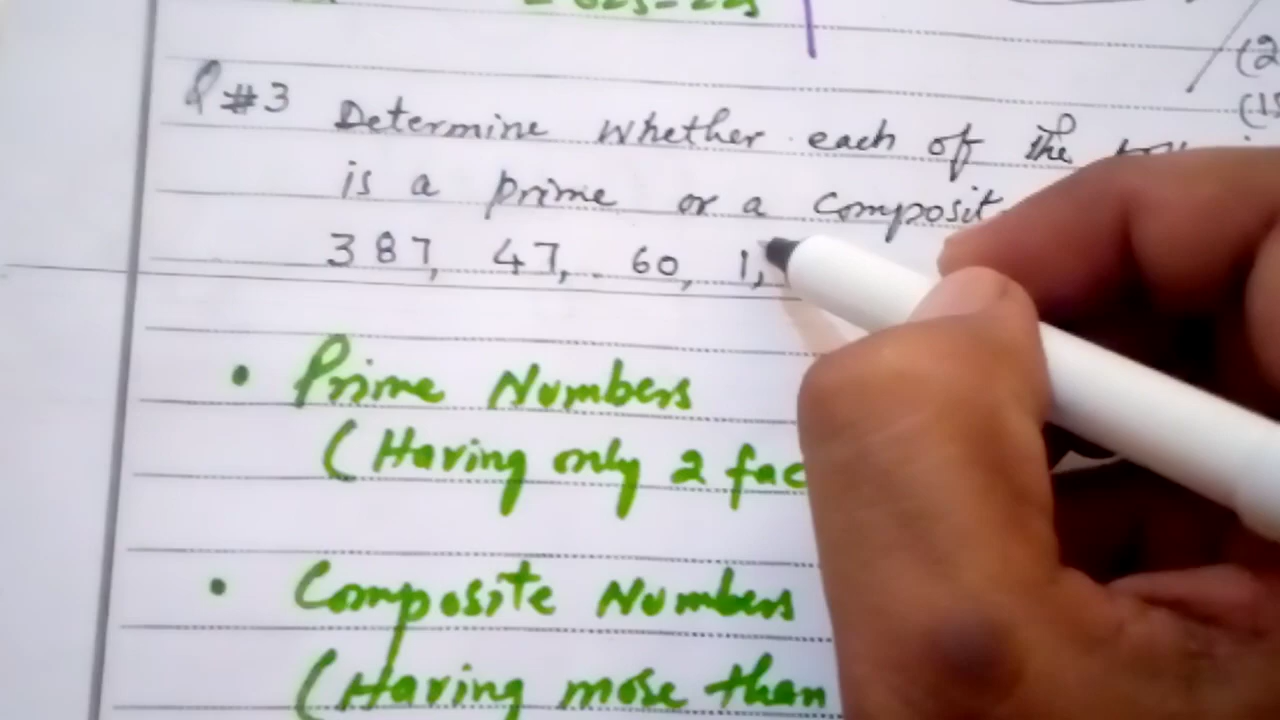 (2
Q#3 Determine whether each of the
is a prime or a Composit
387, 47, 60, 1,
• Prime Numbers
(Having only 2 fac
• Composite Numbers
(Having more than